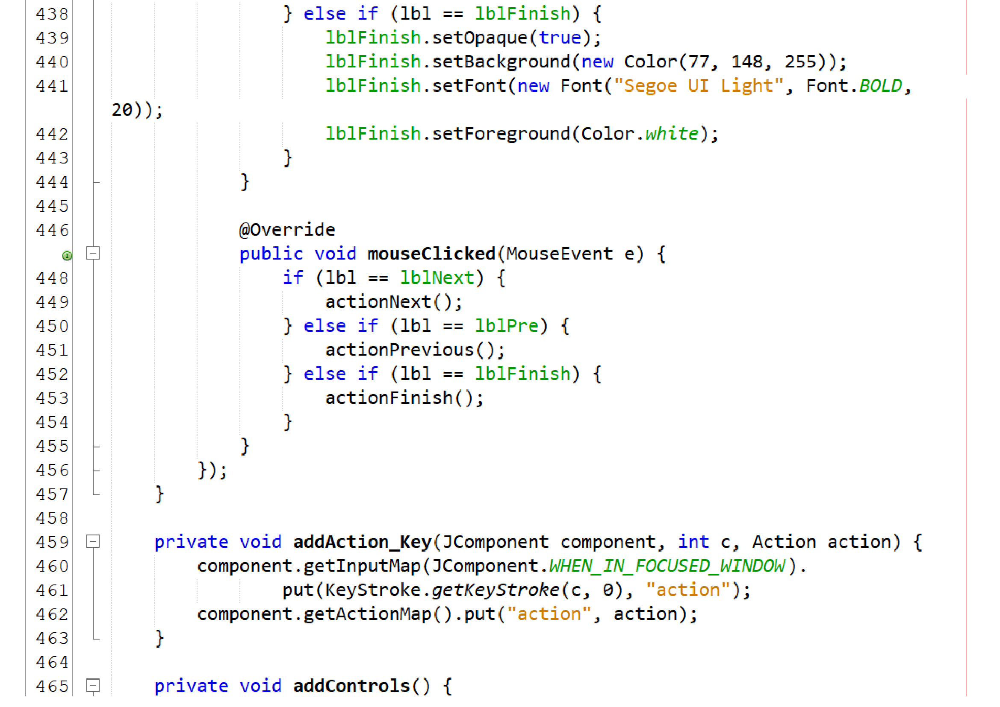 438                     } else if (lbl == lblFinish) {
439                         lblFinish.setOpaque(true);
440                         lblFinish.setBackground(new Color(77, 148, 255));
441                         lblFinish.setFont(new Font("Segoe UI Light", Font.BOLD,
20));
442                         lblFinish.setForeground(Color.white);
443                     }
444                 }
445
446                 @Override
                public void mouseClicked(MouseEvent e) {
448                     if (lbl == lblNext) {
449                         actionNext();
450                     } else if (lbl == lblPre) {
451                         actionPrevious();
452                     } else if (lbl == lblFinish) {
453                         actionFinish();
454                     }
455                 }
456             });
457         }
458
459         private void addAction_Key(JComponent component, int c, Action action) {
460             component.getInputMap(JComponent.WHEN_IN_FOCUSED_WINDOW).
461                     put(KeyStroke.getKeyStroke(c, 0), "action");
462             component.getActionMap().put("action", action);
463         }
464
465         private void addControls() {